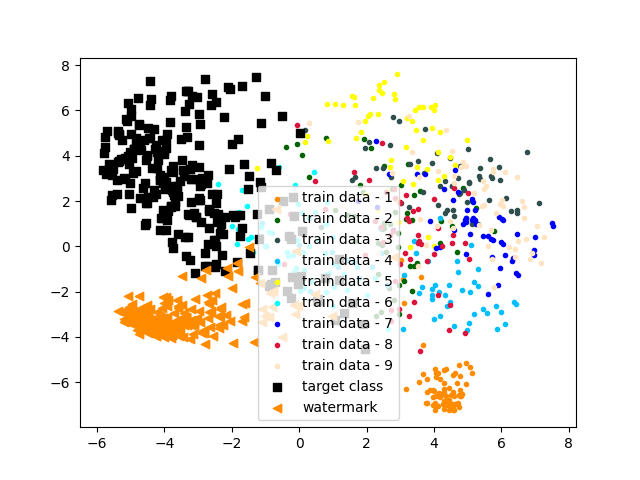 8
6
4
2
0
−2
−4
−6
train data - 1
train data - 2
train data - 3
train data - 4
train data - 5
train data - 6
train data - 7
train data - 8
train data - 9
target class
watermark
−6 −4 −2 0 2 4 6 8